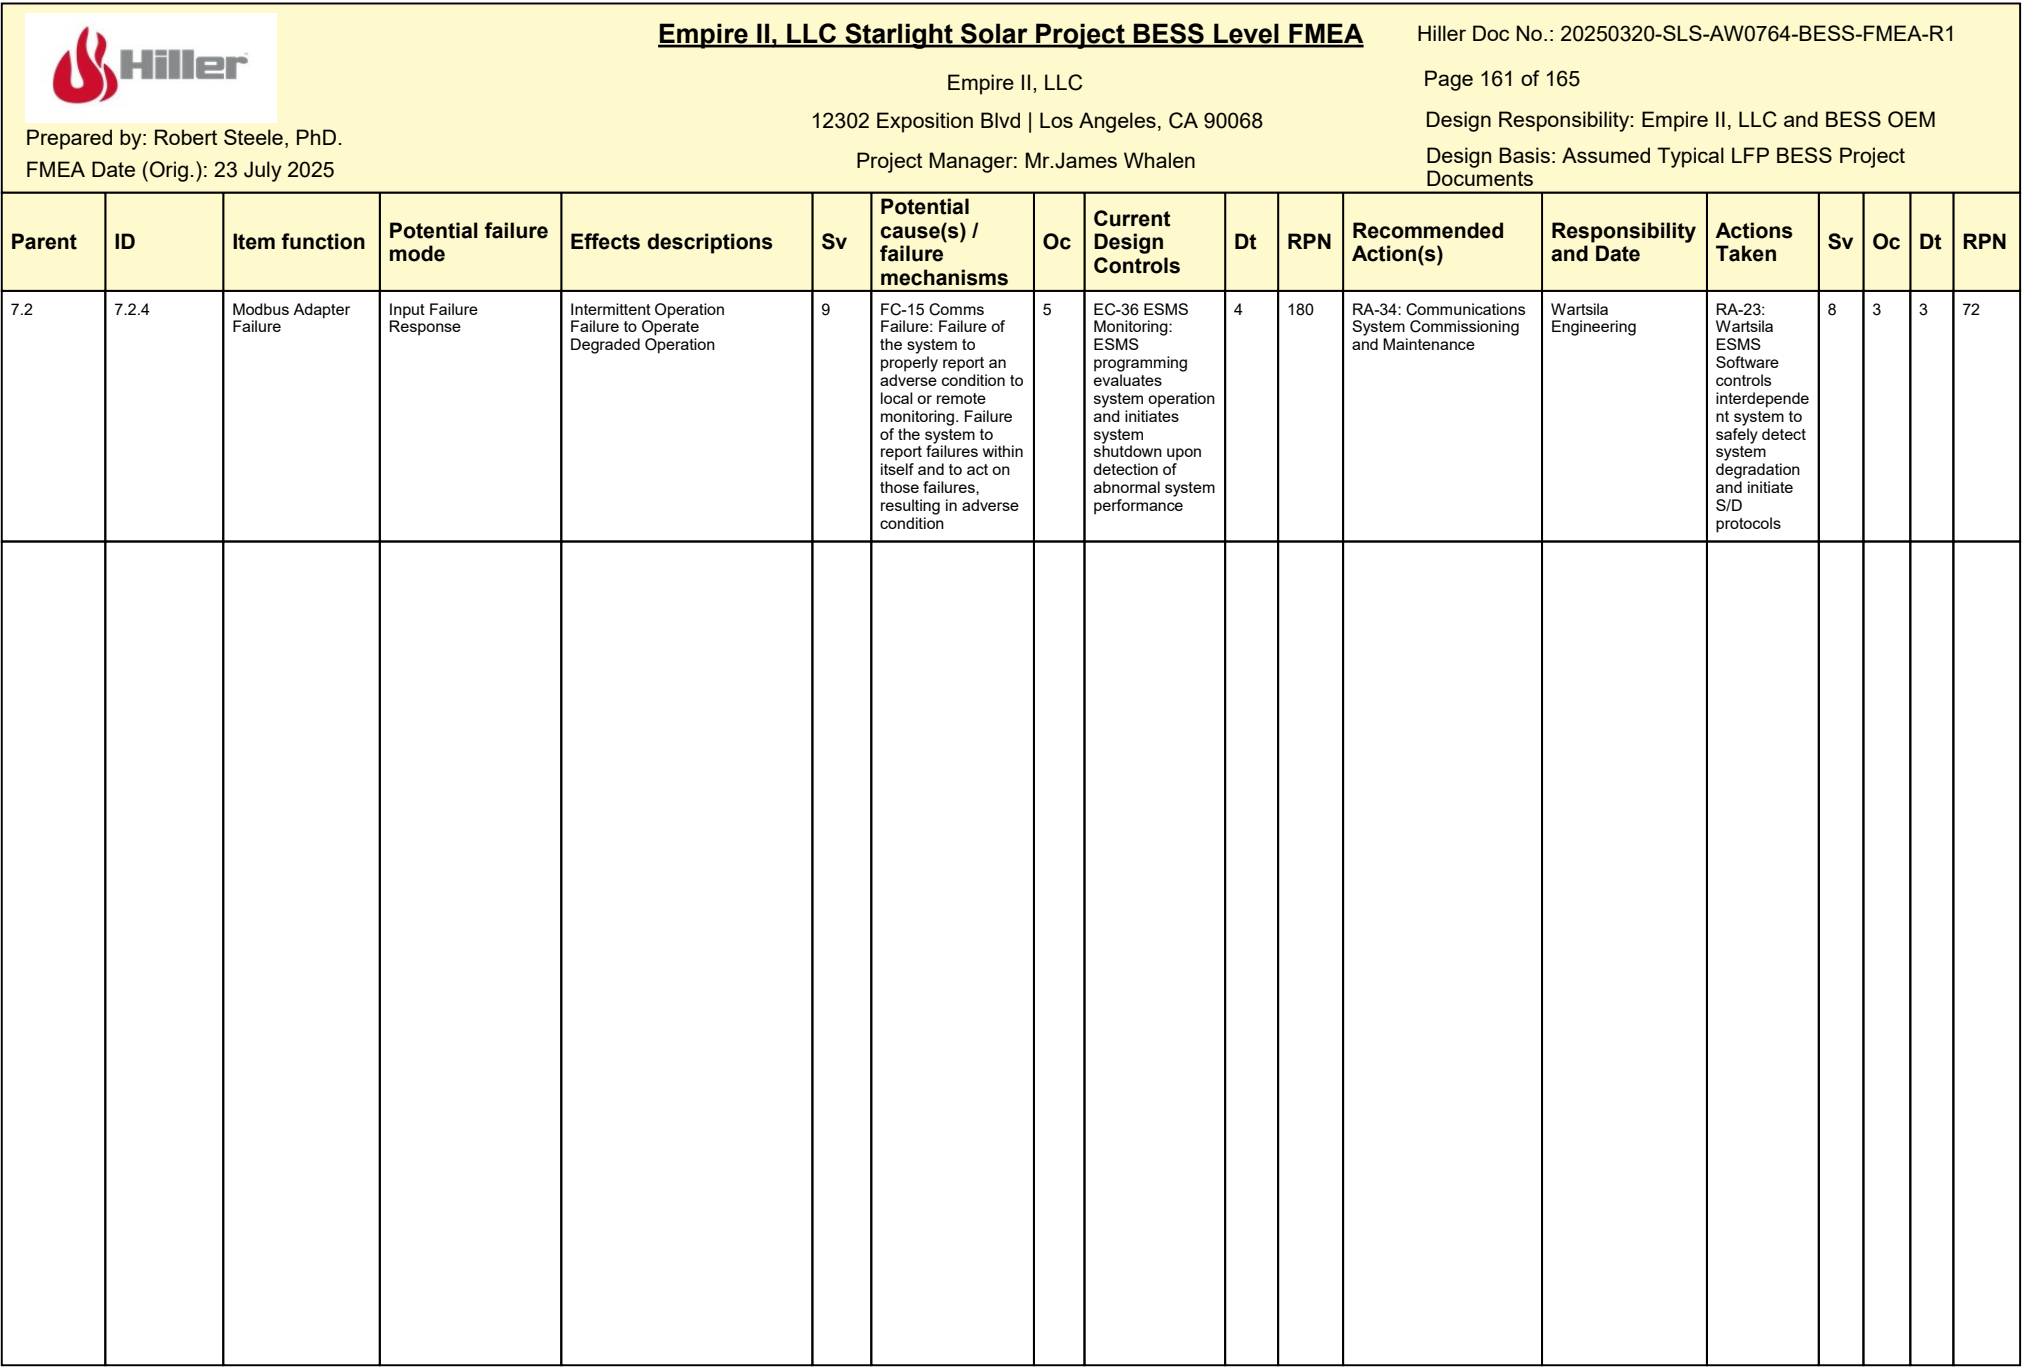 Hiller
Prepared by: Robert Steele, PhD.
FMEA Date (Orig.): 23 July 2025
Empire II, LLC Starlight Solar Project BESS Level FMEA
Empire II, LLC
12302 Exposition Blvd | Los Angeles, CA 90068
Project Manager: Mr.James Whalen
Hiller Doc No.: 20250320-SLS-AW0764-BESS-FMEA-R1
Page 161 of 165
Design Responsibility: Empire II, LLC and BESS OEM
Design Basis: Assumed Typical LFP BESS Project
Documents
Parent
ID
Item function
Potential failure
mode
Effects descriptions
Sv
Potential
cause(s) /
failure
mechanisms
Oc
Current
Design
Controls
Dt
RPN
Recommended
Action(s)
Responsibility
and Date
Actions
Taken
Sv
Oc
Dt
RPN
7.2
7.2.4
Modbus Adapter
Failure
Input Failure
Response
Intermittent Operation
Failure to Operate
Degraded Operation
9
FC-15 Comms
Failure: Failure of
the system to
properly report an
adverse condition to
local or remote
monitoring. Failure
of the system to
report failures within
itself and to act on
those failures,
resulting in adverse
condition
5
EC-36 ESMS
Monitoring:
ESMS
programming
evaluates
system operation
and initiates
system
shutdown upon
detection of
abnormal system
performance
4
180
RA-34: Communications
System Commissioning
and Maintenance
Wartsila
Engineering
RA-23:
Wartsila
ESMS
Software
controls
interdepende
nt system to
safely detect
system
degradation
and initiate
S/D
protocols
8
3
3
72